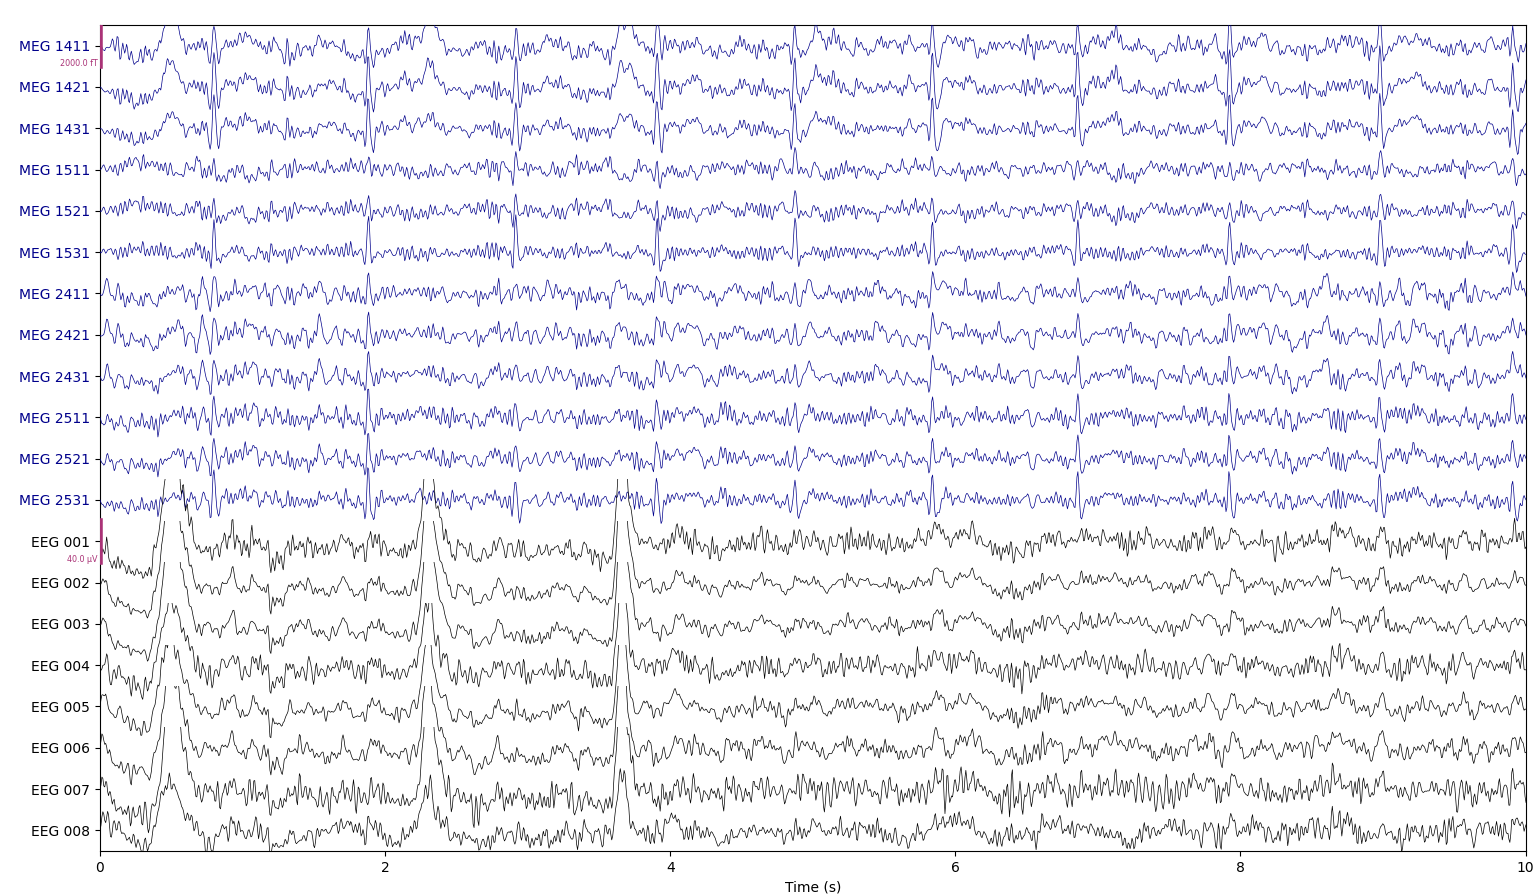 MEG 1411
2000.0 fT
MEG 1421
MEG 1431
MEG 1511
MEG 1521
MEG 1531
MEG 2411
MEG 2421
MEG 2431
MEG 2511
MEG 2521
MEG 2531
EEG 001
40.0 µV
EEG 002
EEG 003
EEG 004
EEG 005
EEG 006
EEG 007
EEG 008
0 2 4 6 8 10
Time (s)